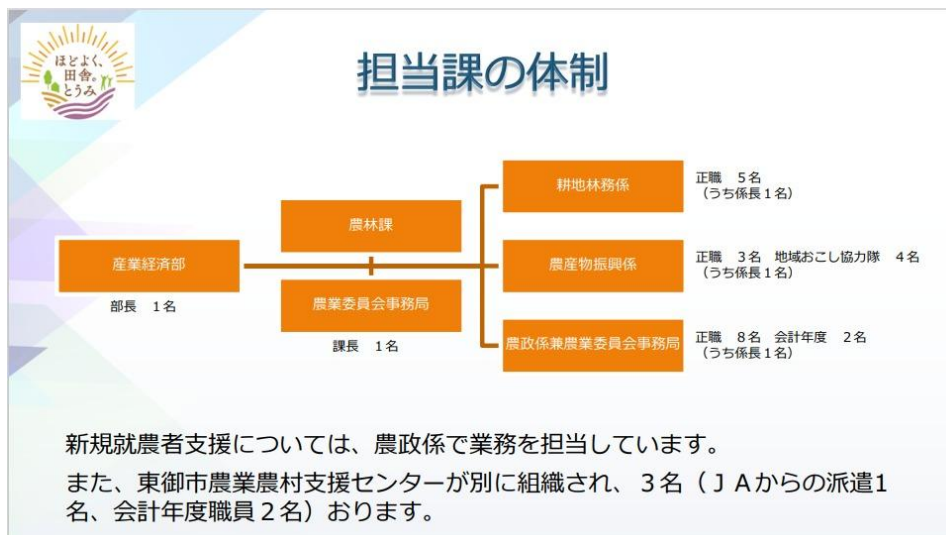 ほどよく、
田舎。
とうみ
担当課の体制
耕地林務係
正職　５名
（うち係長１名）
農林課
産業経済部
農産物振興係
正職　３名　地域おこし協力隊　４名
（うち係長１名）
部長　１名
農業委員会事務局
課長　１名
農政係兼農業委員会事務局
正職　８名　会計年度　２名
（うち係長１名）
新規就農者支援については、農政係で業務を担当しています。
また、東御市農業農村支援センターが別に組織され、３名（ＪＡからの派遣1
名、会計年度職員２名）おります。